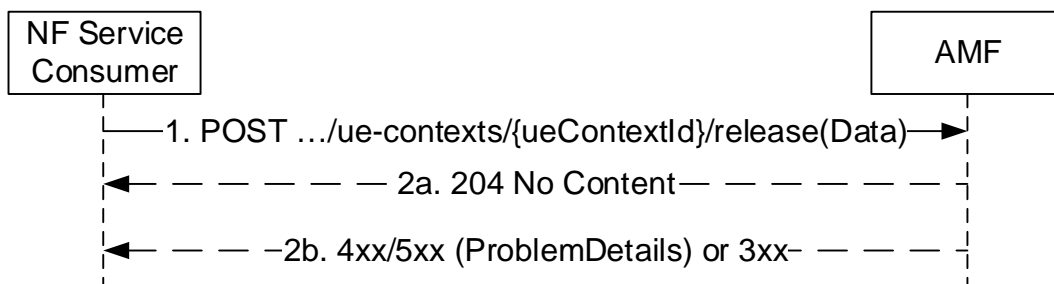 NF Service
Consumer
AMF
1. POST …/ue-contexts/{ueContextId}/release(Data)
2a. 204 No Content
2b. 4xx/5xx (ProblemDetails) or 3xx